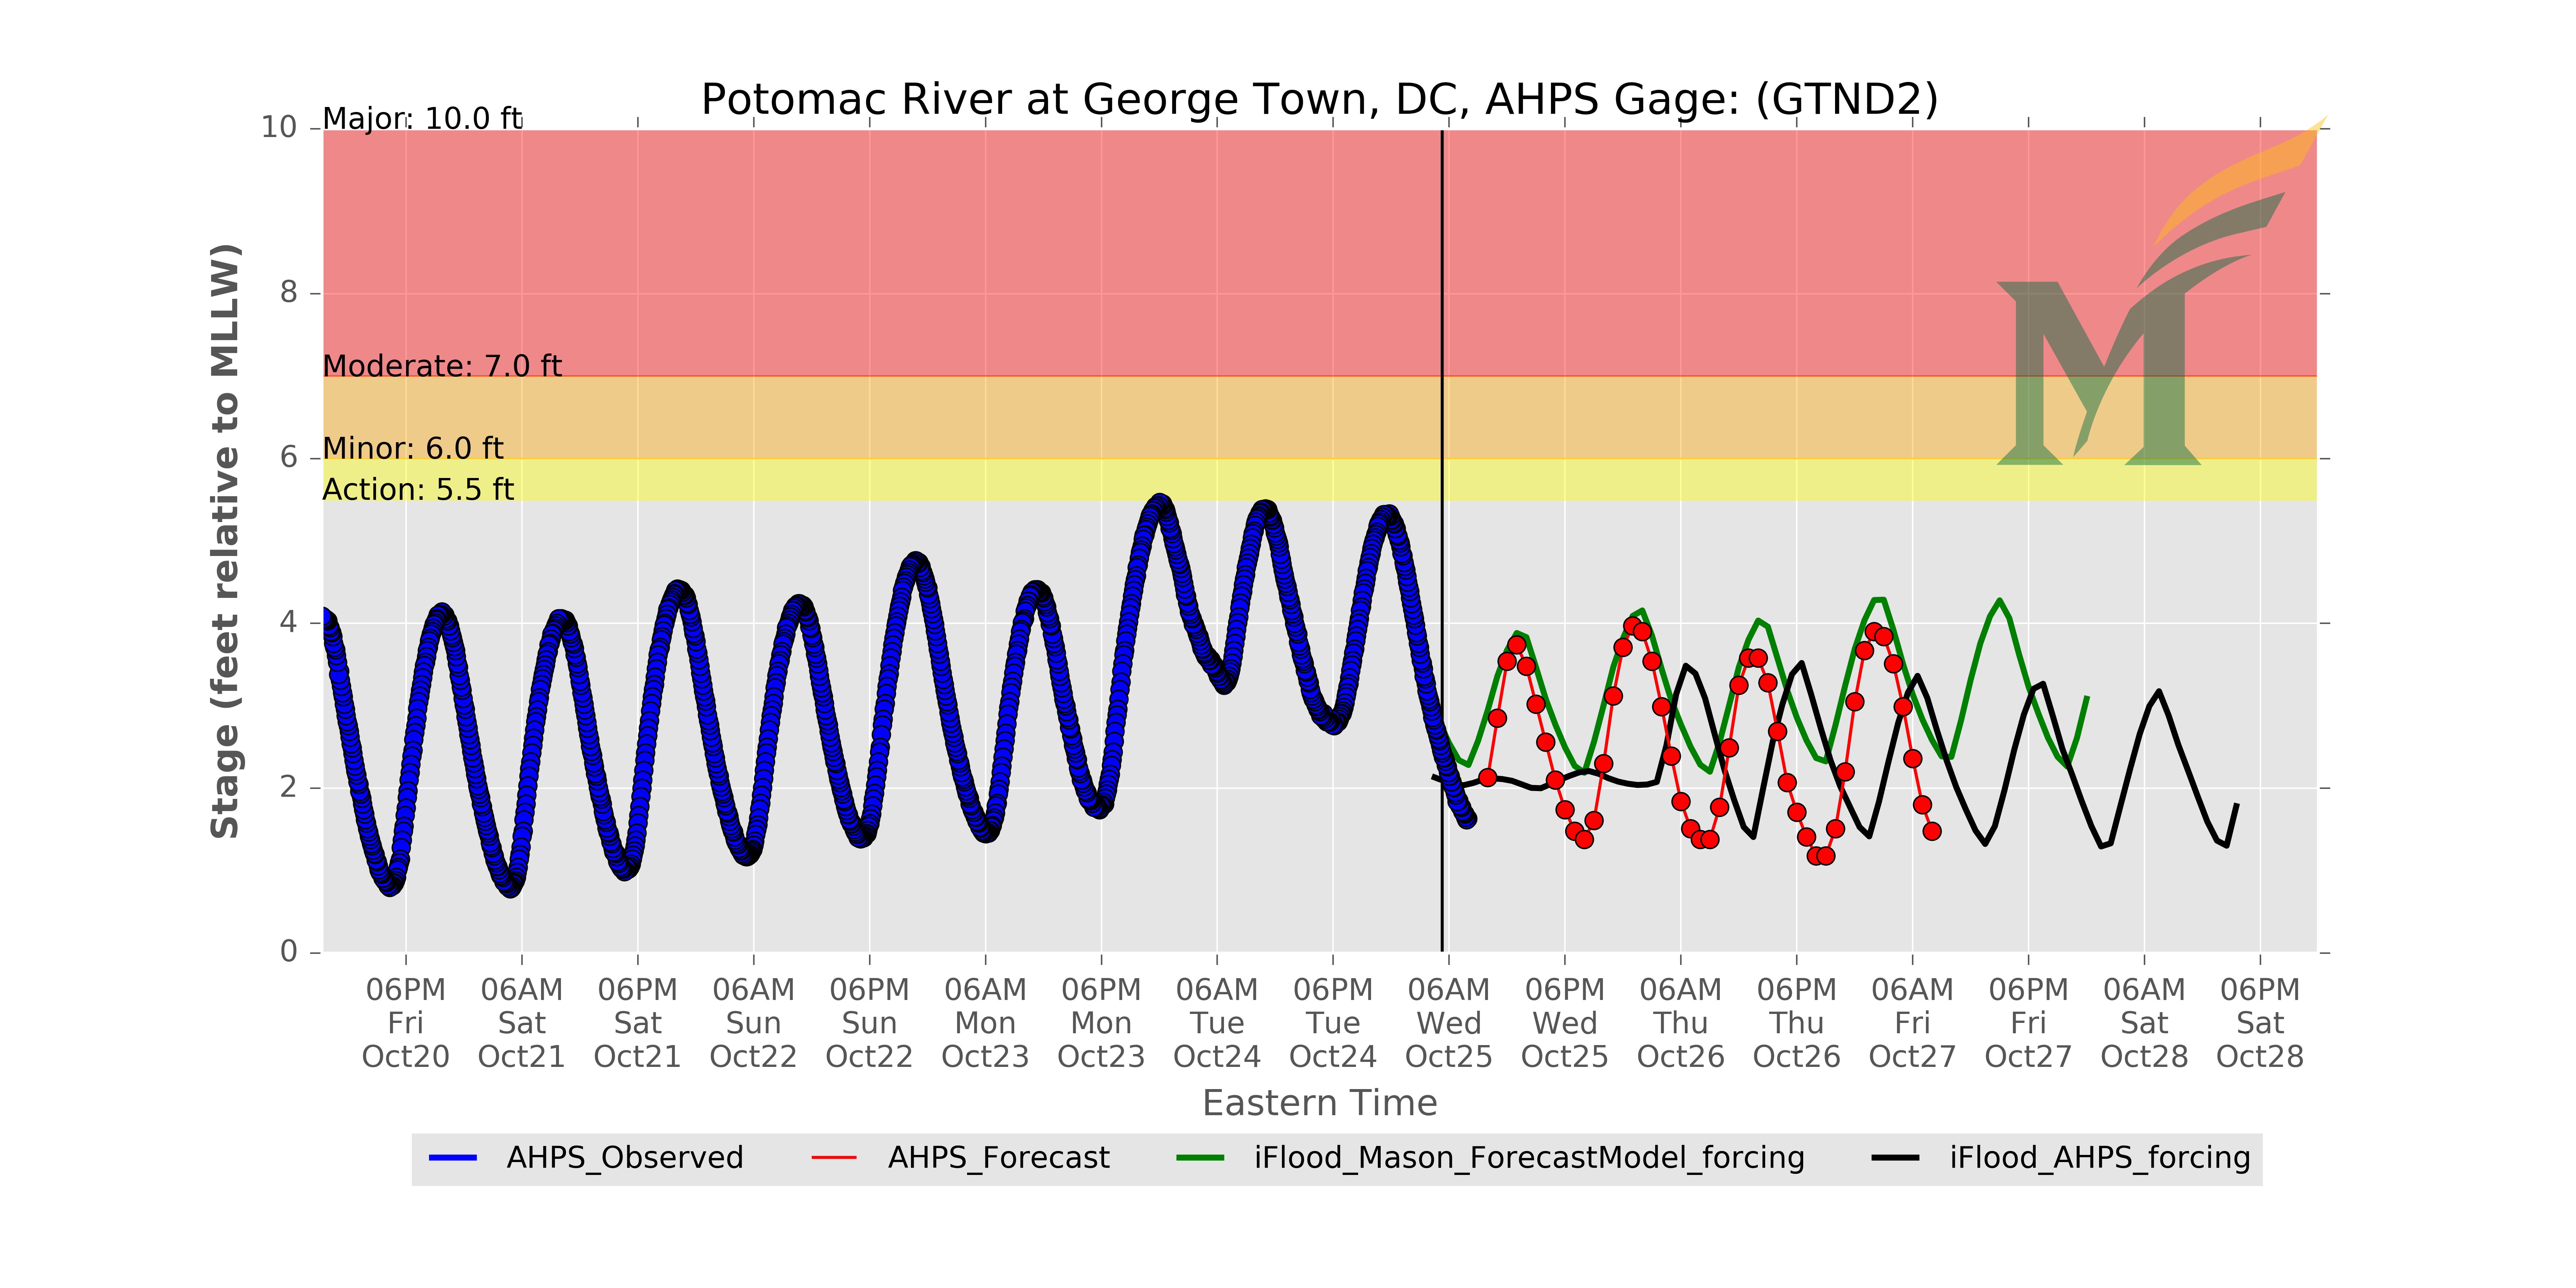 Potomac River at George Town, DC, AHPS Gage: (GTND2)
Major: 10.0 ft
Moderate: 7.0 ft
Minor: 6.0 ft
Action: 5.5 ft
Stage (feet relative to MLLW)
10
8
6
4
2
0
06PM 06AM 06PM 06AM 06PM 06AM 06PM 06AM 06PM 06AM 06PM 06AM 06PM 06AM 06PM 06AM 06PM
Fri Sat Sat Sun Sun Mon Mon Tue Tue Wed Wed Thu Thu Fri Fri Sat Sat
Oct20 Oct21 Oct21 Oct22 Oct22 Oct23 Oct23 Oct24 Oct24 Oct25 Oct25 Oct26 Oct26 Oct27 Oct27 Oct28 Oct28
Eastern Time
AHPS_Observed AHPS_Forecast iFlood_Mason_ForecastModel_forcing iFlood_AHPS_forcing